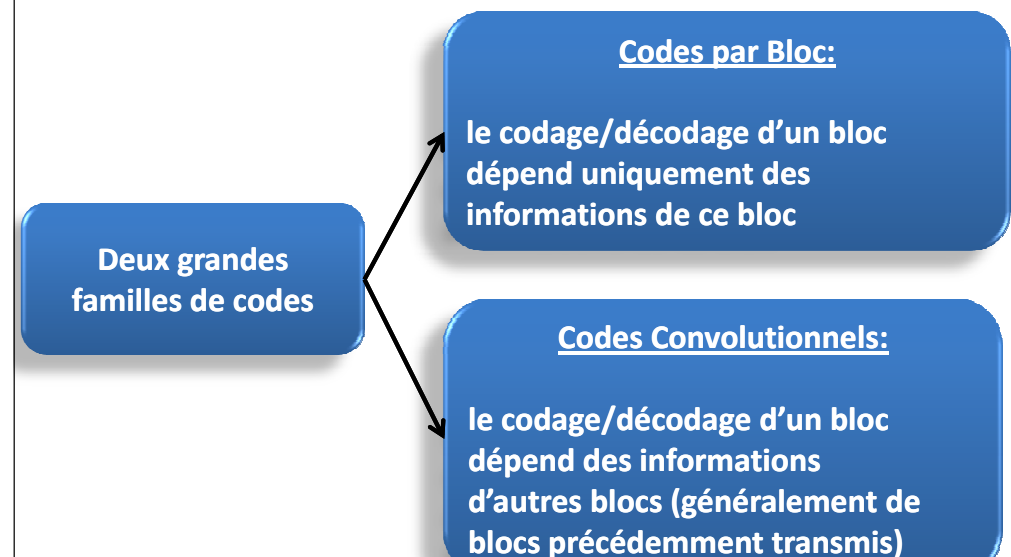 Codes par Bloc:
le codage/décodage d’un bloc
dépend uniquement des
informations de ce bloc
Deux grandes
familles de codes
Codes Convolutionnels:
le codage/décodage d’un bloc
dépend des informations
d’autres blocs (généralement de
blocs précédemment transmis)